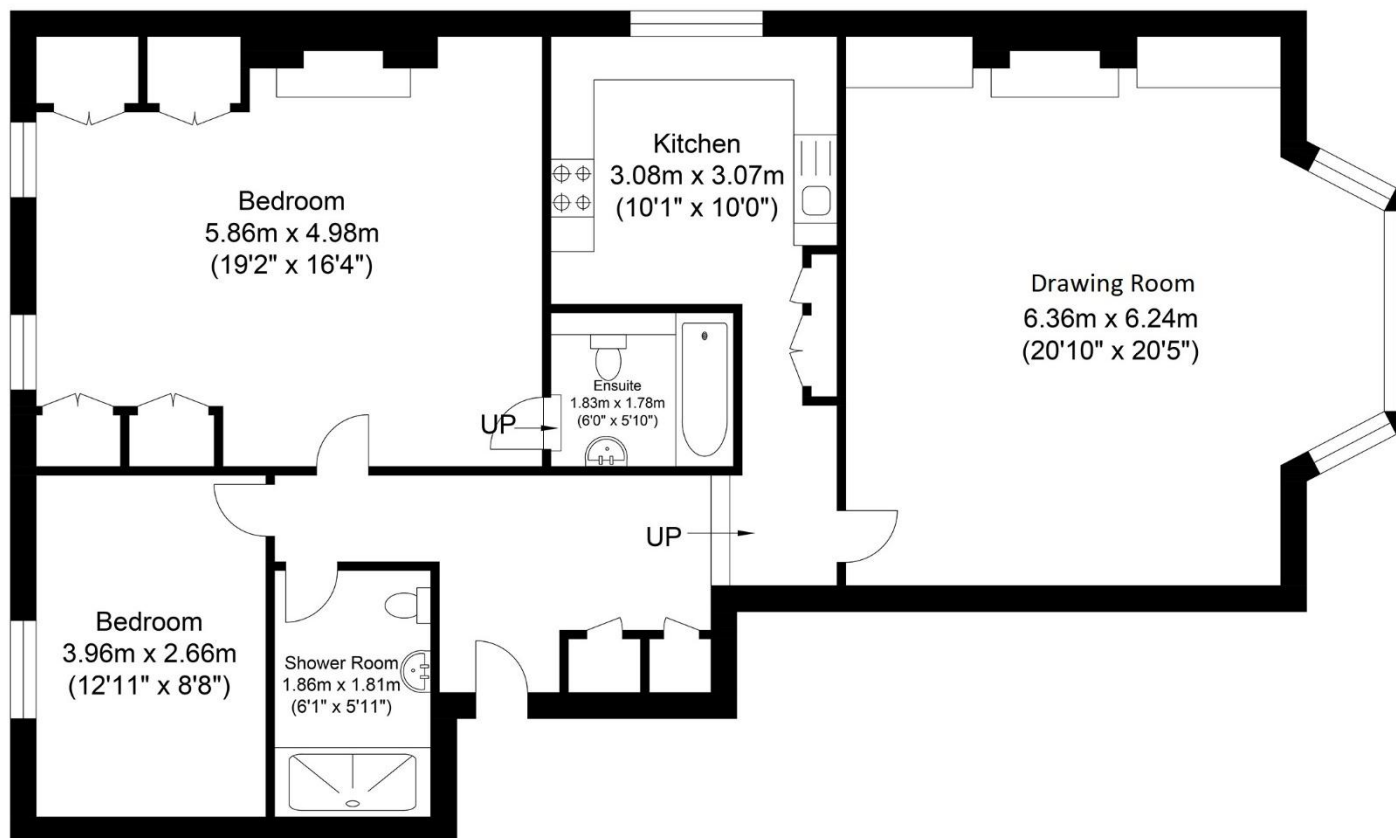 Bedroom
5.86m x 4.98m
(19'2" x 16'4")
Kitchen
3.08m x 3.07m
(10'1" x 10'0")
Drawing Room
6.36m x 6.24m
(20'10" x 20'5")
Ensuite
1.83m x 1.78m
(6'0" x 5'10")
UP
UP
Bedroom
3.96m x 2.66m
(12'11" x 8'8")
Shower Room
1.86m x 1.81m
(6'1" x 5'11")